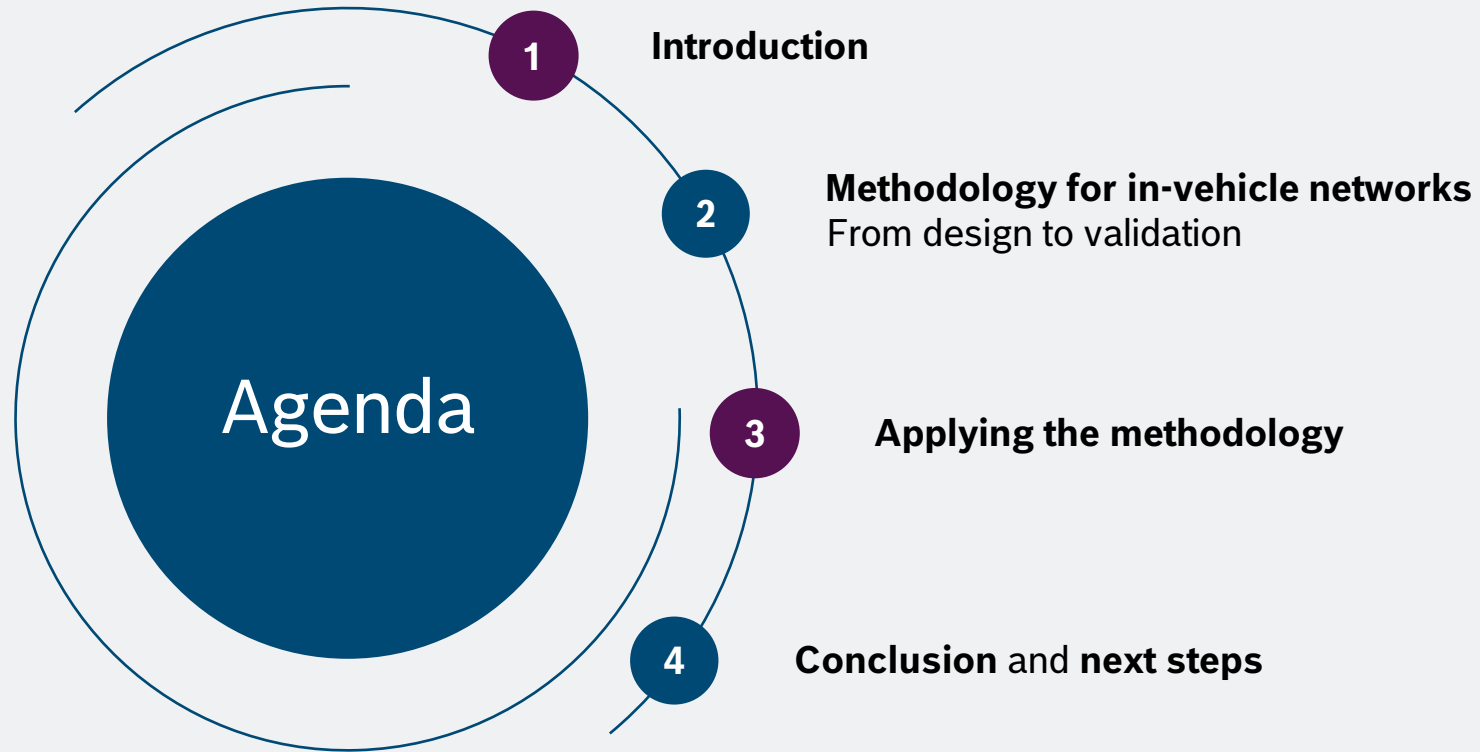 Agenda
1
Introduction
2
Methodology for in-vehicle networks
From design to validation
3
Applying the methodology
4
Conclusion and next steps